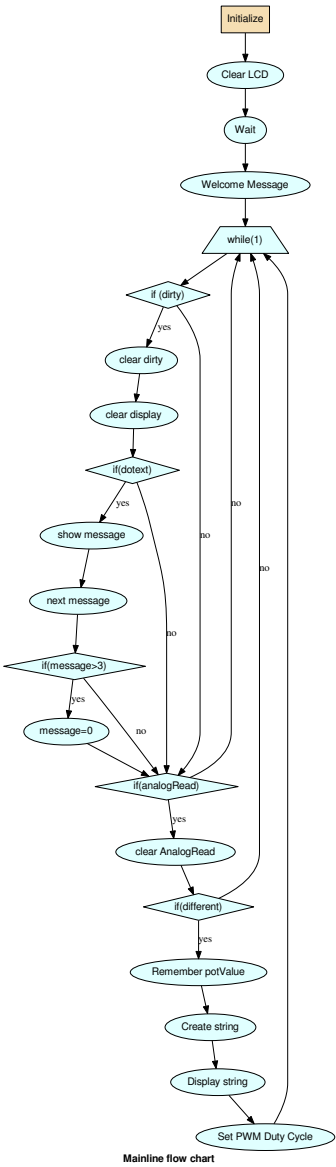 Initialize
Clear LCD
Wait
Welcome Message
while(1)
if (dirty)
yes
clear dirty
clear display
if(dotext)
yes
no
show message
no
no
next message
no
if(message>3)
yes
no
message=0
if(analogRead)
yes
clear AnalogRead
if(different)
yes
Remember potValue
Create string
Display string
Set PWM Duty Cycle
Mainline flow chart